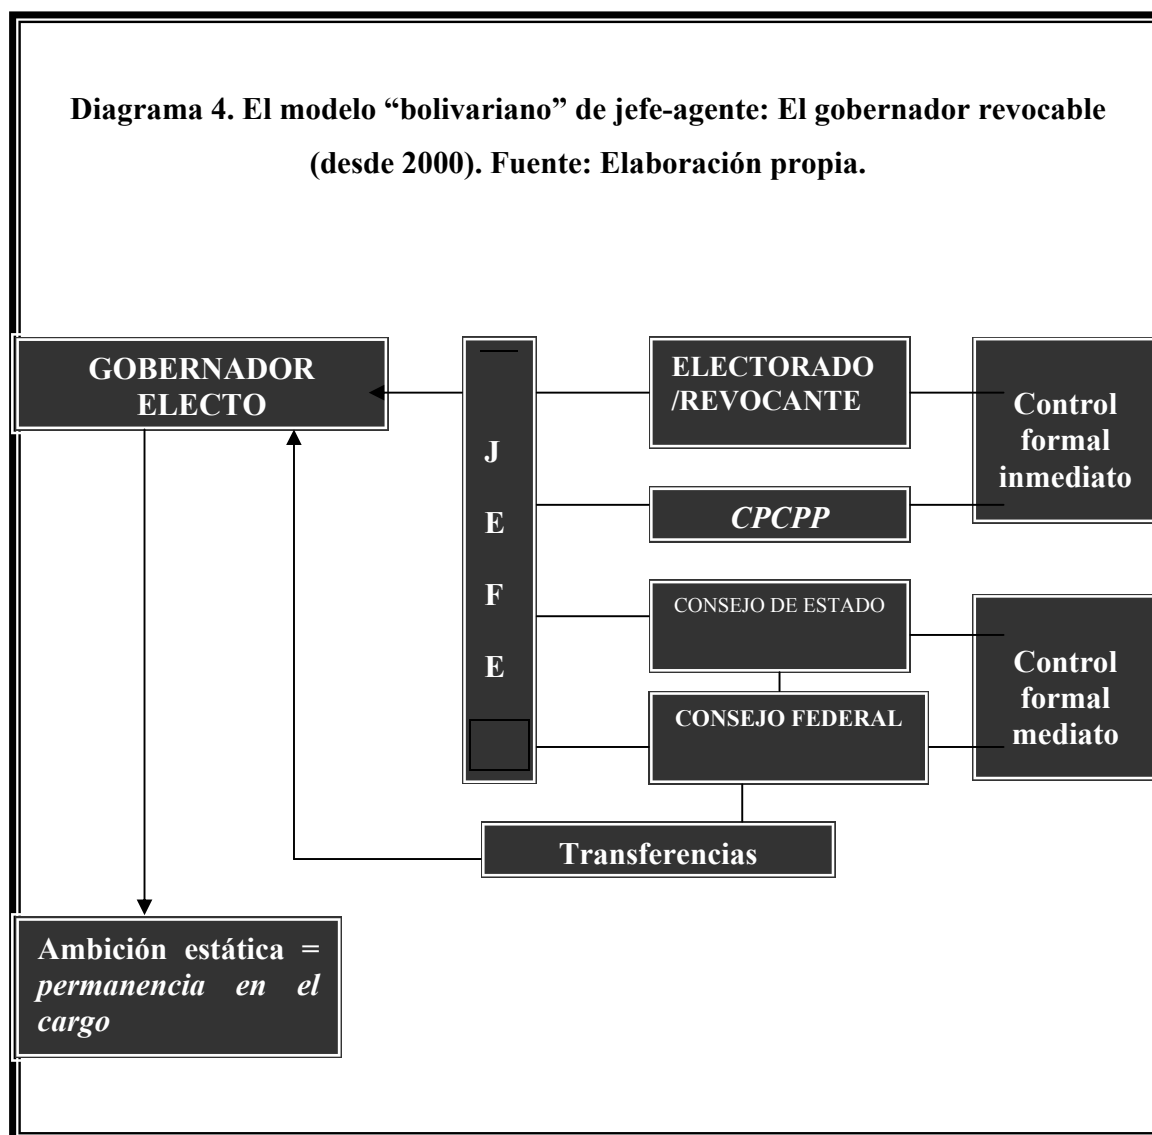 Diagrama 4. El modelo “bolivariano” de jefe-agente: El gobernador revocable
(desde 2000). Fuente: Elaboración propia.
GOBERNADOR
ELECTO
J
E
F
E
ELECTORADO
/REVOCANTE
CPCPP
CONSEJO DE ESTADO
CONSEJO FEDERAL
Control
formal
inmediato
Control
formal
mediato
Transferencias
Ambición estática =
permanencia en el
cargo